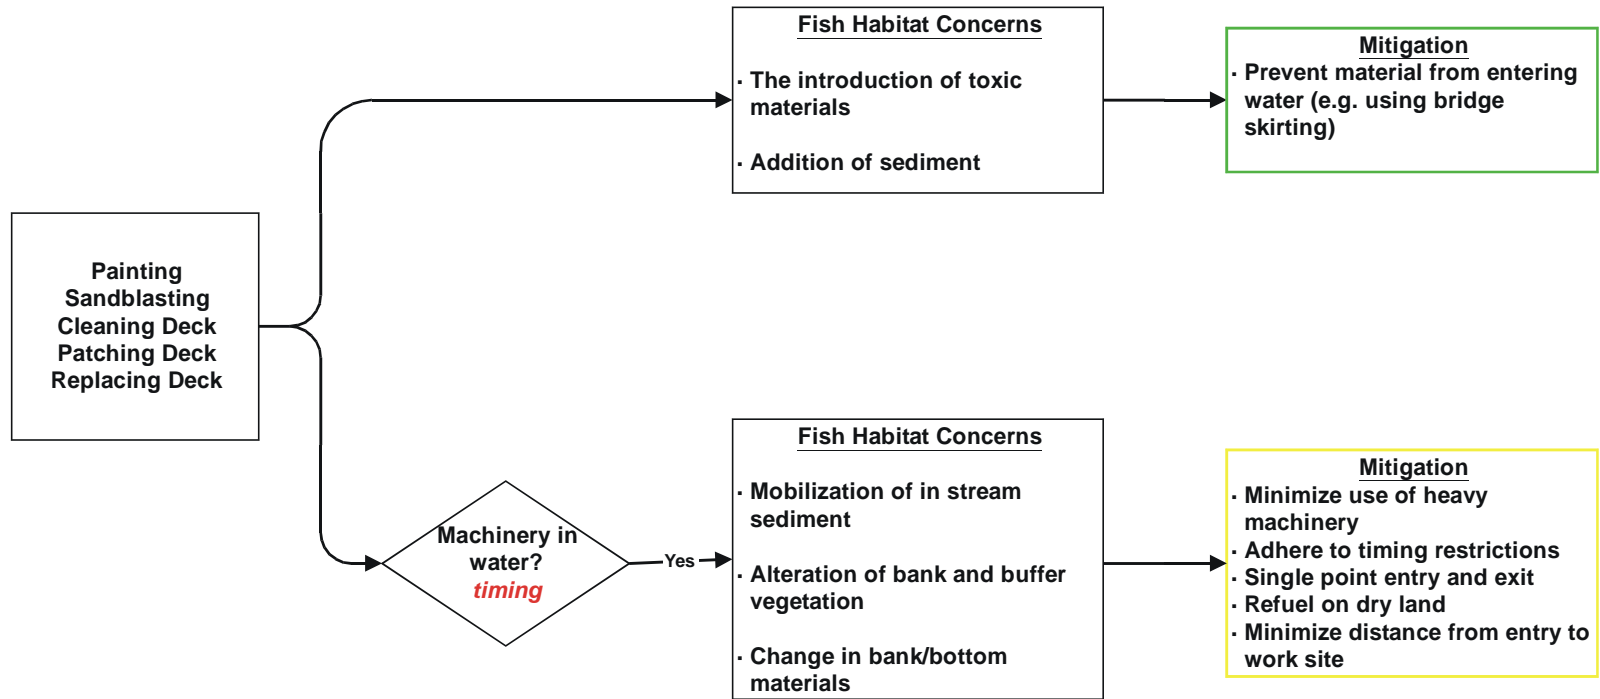 Fish Habitat Concerns
· The introduction of toxic
materials
· Addition of sediment
Mitigation
· Prevent material from entering
water (e.g. using bridge
skirting)
Painting
Sandblasting
Cleaning Deck
Patching Deck
Replacing Deck
Machinery in
water?
timing
Yes
Fish Habitat Concerns
· Mobilization of in stream
sediment
· Alteration of bank and buffer
vegetation
· Change in bank/bottom
materials
Mitigation
· Minimize use of heavy
machinery
· Adhere to timing restrictions
· Single point entry and exit
· Refuel on dry land
· Minimize distance from entry to
work site